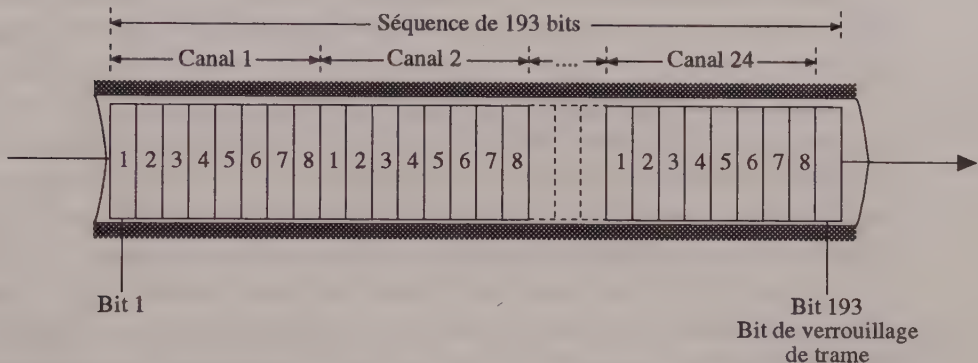 Séquence de 193 bits
Canal 1 Canal 2 .... Canal 24
1 2 3 4 5 6 7 8 1 2 3 4 5 6 7 8 1 2 3 4 5 6 7 8
Bit 1 Bit 193
Bit de verrouillage
de trame